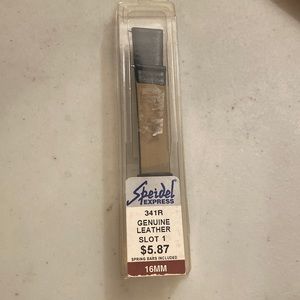 Speidel
EXPRESS
341R
GENUINE
LEATHER
SLOT 1
$5.87
SPRING BARS INCLUDED
16MM